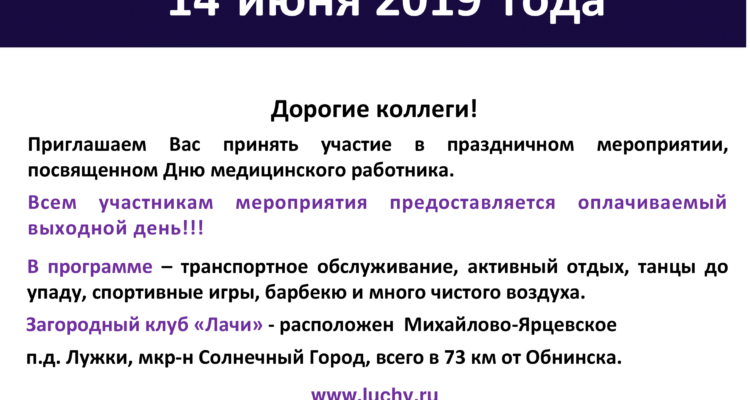 14 июня 2019 года
Дорогие коллеги!
Приглашаем Вас принять участие в праздничном мероприятии,
посвященном Дню медицинского работника.
Всем участникам мероприятия предоставляется оплачиваемый
выходной день!!!
В программе – транспортное обслуживание, активный отдых, танцы до
упаду, спортивные игры, барбекю и много чистого воздуха.
Загородный клуб «Лачи» - расположен Михайлово-Ярцевское
п.д. Лужки, мкр-н Солнечный Город, всего в 73 км от Обнинска.
www.luchy.ru